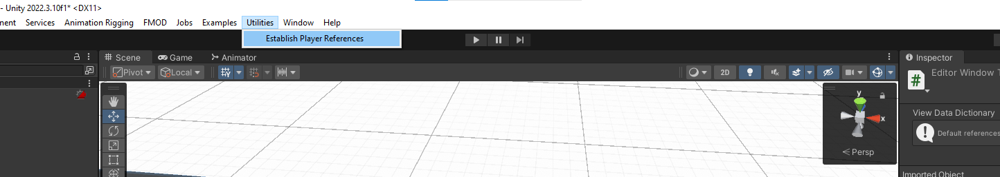 - Unity 2022.3.10f1* <DX11>
nent Services Animation Rigging FMOD Jobs Examples Utilities Window Help
Establish Player References
Scene Game Animator
Inspector
Pivot Local 2D
Editor Window T
#
y
x
View Data Dictionary
Default references
Persp
Imported Object